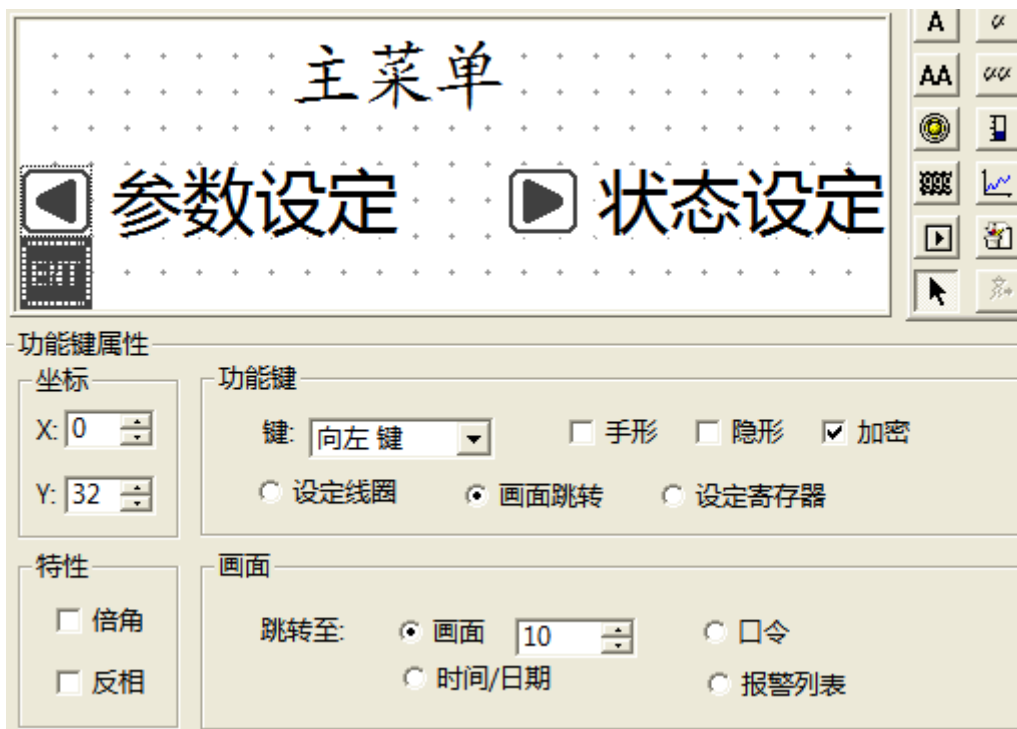 主菜单
参数设定 状态设定
ENT
A
AA
功能键属性
坐标
X: 0
Y: 32
功能键
键: 向左 键 手形 隐形 加密
设定线圈 画面跳转 设定寄存器
特性
倍角
反相
画面
跳转至: 画面 10 口令
时间/日期 报警列表